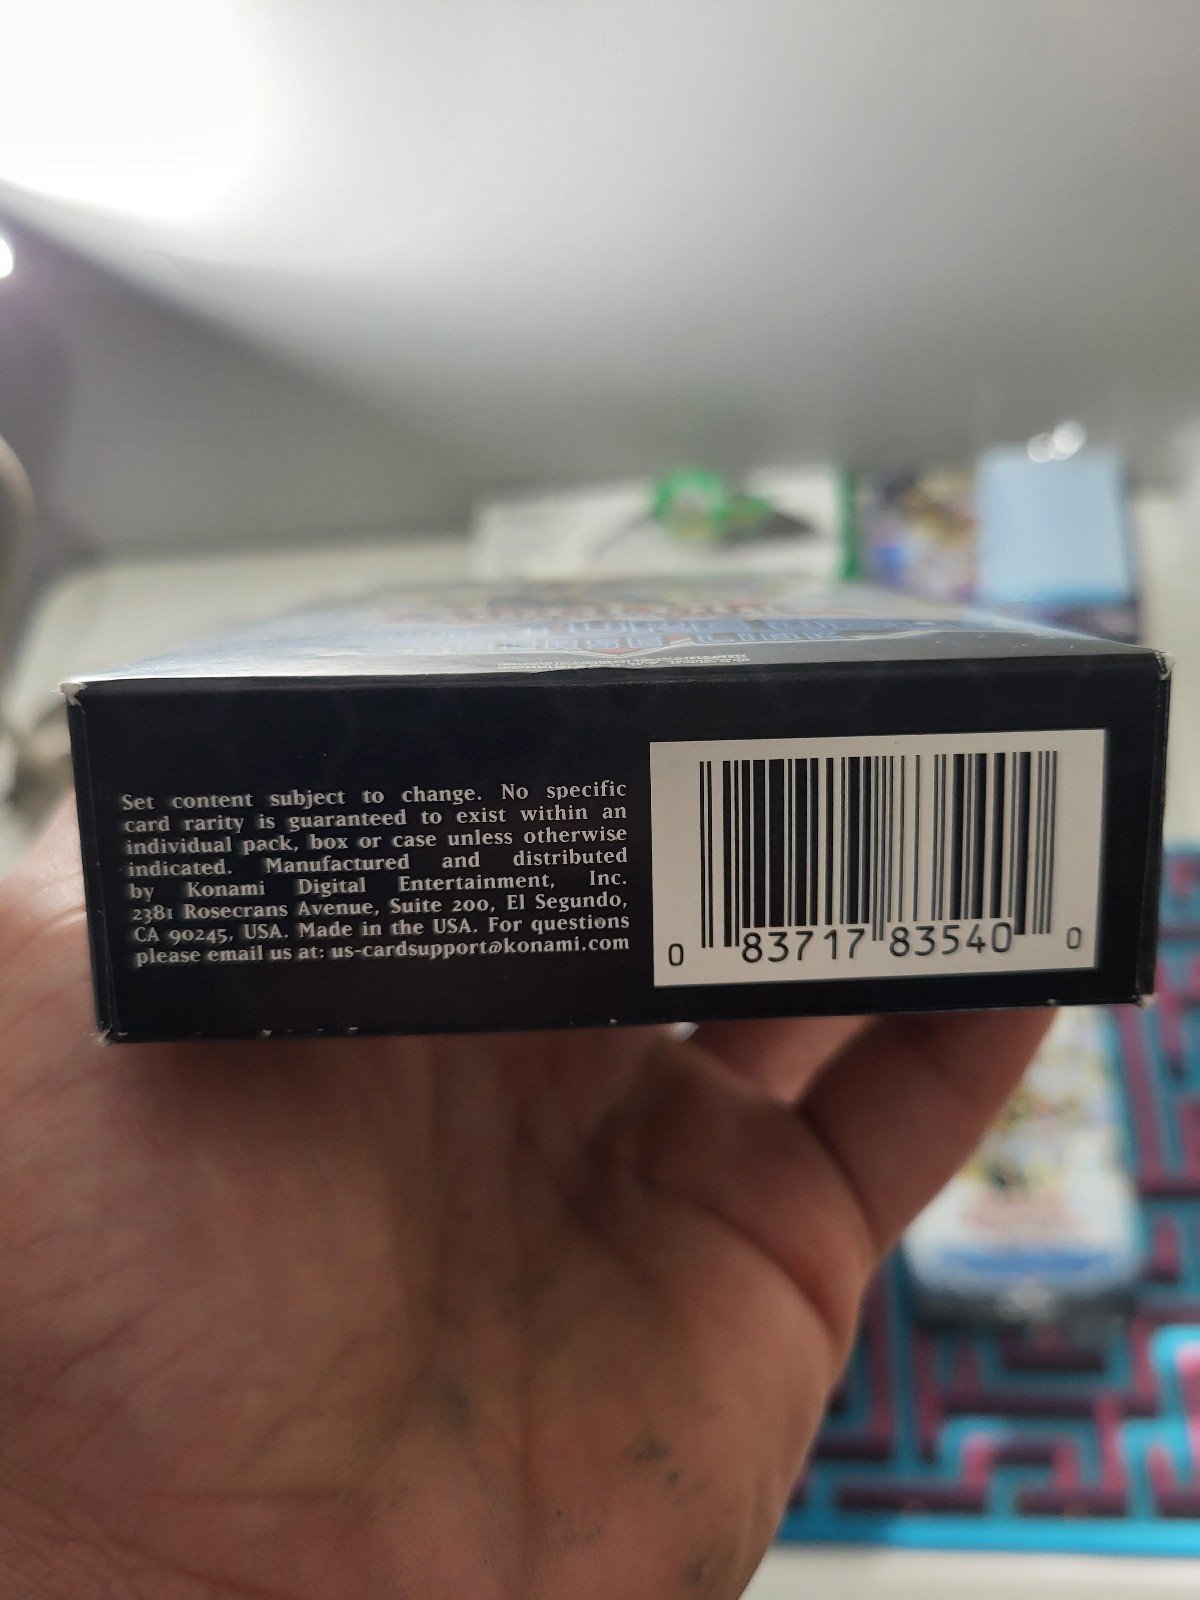 Set content subject to change. No specific
card rarity is guaranteed to exist within an
individual pack, box or case unless otherwise
indicated. Manufactured and distributed
by Konami Digital Entertainment, Inc.
2381 Rosecrans Avenue, Suite 200, El Segundo,
CA 90245, USA. Made in the USA. For questions
please email us at: us-cardsupport@konami.com
0 83717 83540 0